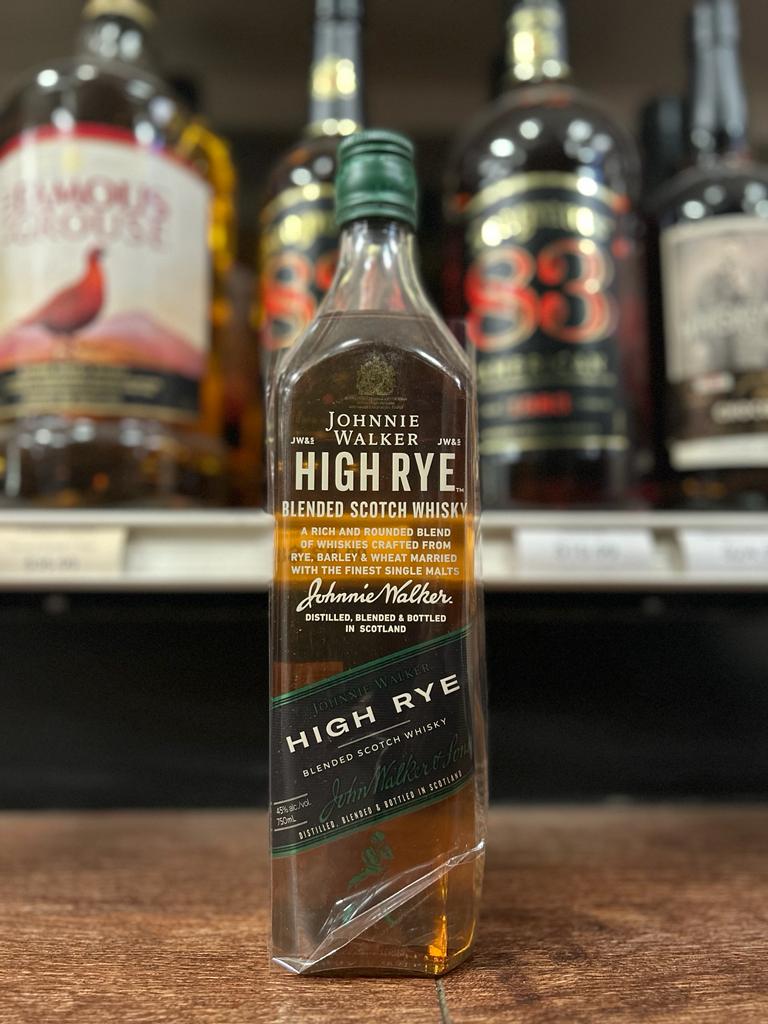 FAMOUS
GROUSE
83
83
JOHNNIE
WALKER
JW&S
JW&S
HIGH RYE™
BLENDED SCOTCH WHISKY
A RICH AND ROUNDED BLEND
OF WHISKIES CRAFTED FROM
RYE, BARLEY & WHEAT MARRIED
WITH THE FINEST SINGLE MALTS
Johnnie Walker.
DISTILLED, BLENDED & BOTTLED
IN SCOTLAND
JOHNNIE WALKER
HIGH RYE
BLENDED SCOTCH WHISKY
John Walker & Sons
45% alc./vol.
750mL
DISTILLED, BLENDED & BOTTLED IN SCOTLAND